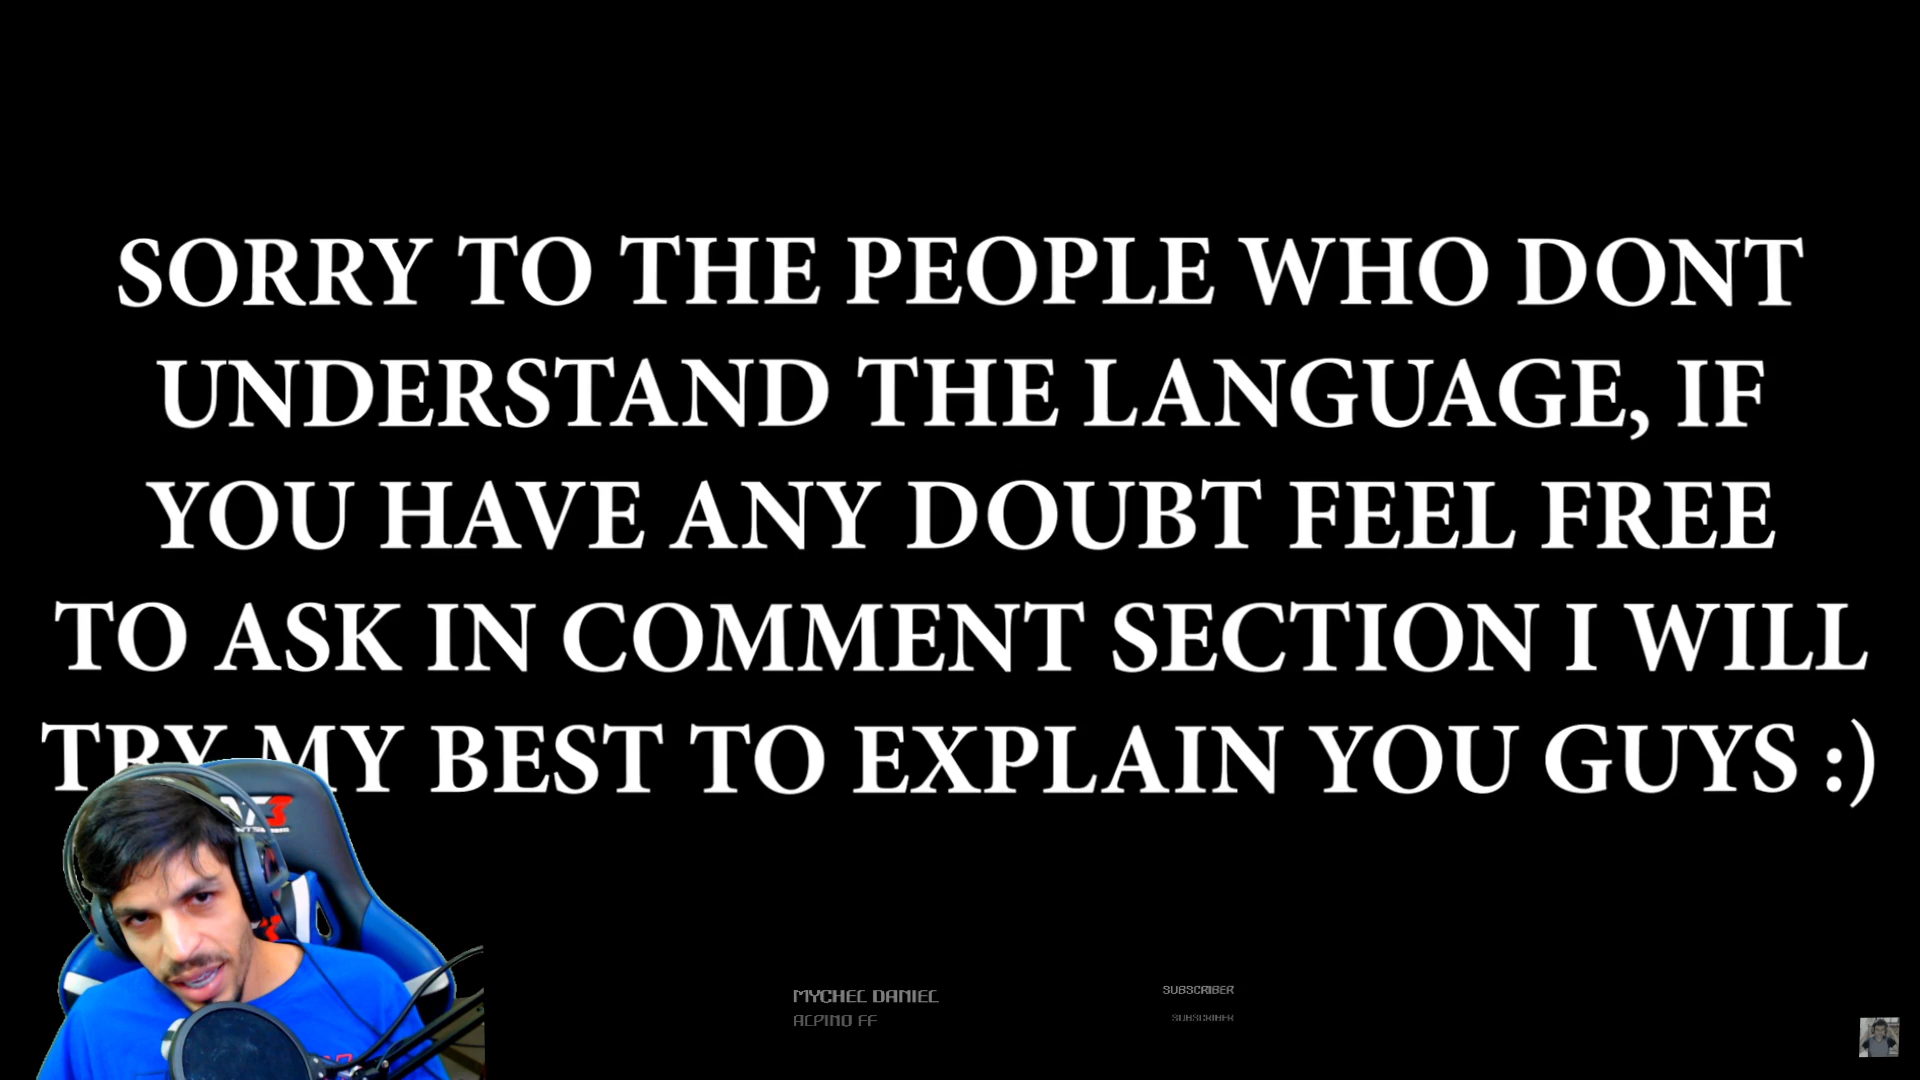 SORRY TO THE PEOPLE WHO DONT
UNDERSTAND THE LANGUAGE, IF
YOU HAVE ANY DOUBT FEEL FREE
TO ASK IN COMMENT SECTION I WILL
TRY MY BEST TO EXPLAIN YOU GUYS :)
MYCHEL DANIEL
ALPINO FF
SUBSCRIBER
SUBSCRIBER